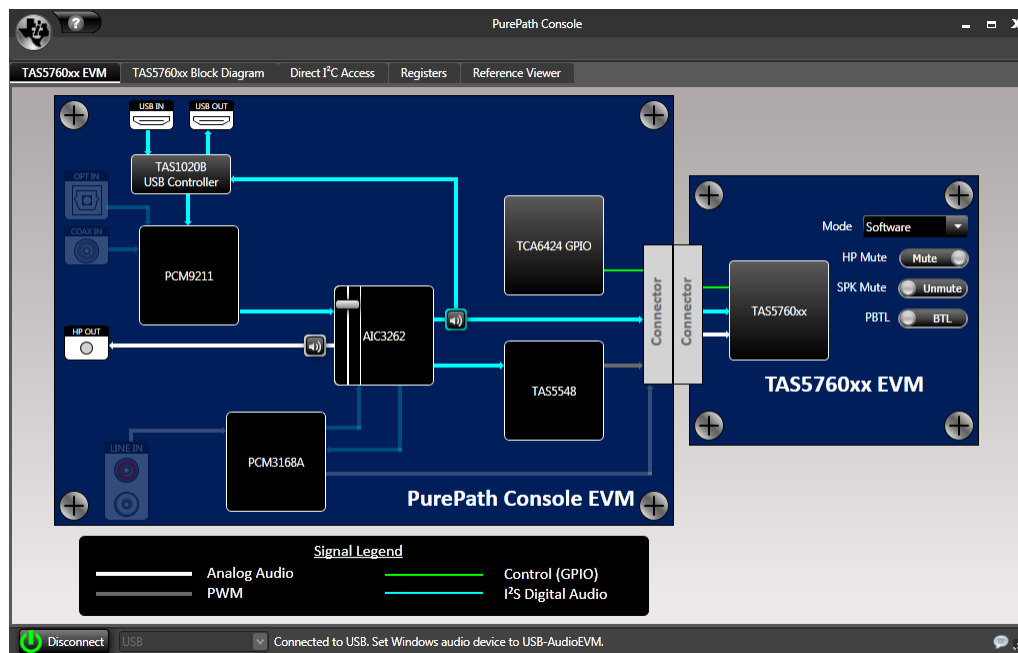 ?
PurePath Console
TAS5760xx EVM
TAS5760xx Block Diagram
Direct I²C Access
Registers
Reference Viewer
USB IN
USB OUT
TAS1020B
USB Controller
OPT IN
COAX IN
PCM9211
TCA6424 GPIO
Mode
Software
HP Mute
Mute
SPK Mute
Unmute
PBTL
BTL
Connector
Connector
TAS5760xx
HP OUT
AIC3262
TAS5548
TAS5760xx EVM
LINE IN
PCM3168A
PurePath Console EVM
Signal Legend
Analog Audio
Control (GPIO)
PWM
I²S Digital Audio
Disconnect
USB
Connected to USB. Set Windows audio device to USB-AudioEVM.